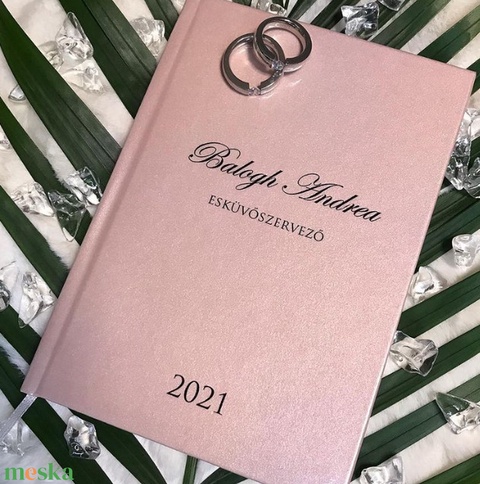 Balogh Andrea
ESKÜVŐSZERVEZŐ
2021
meska